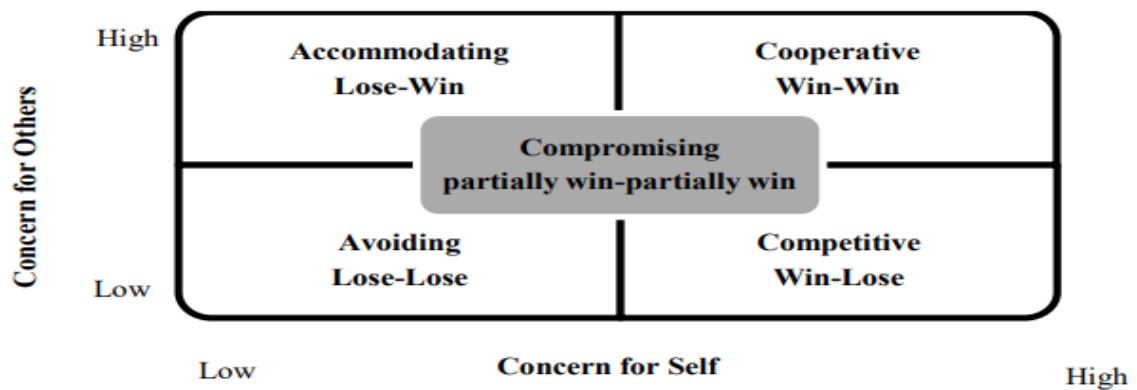 High
Accommodating
Lose-Win
Cooperative
Win-Win
Concern for Others
Compromising
partially win-partially win
Avoiding
Lose-Lose
Competitive
Win-Lose
Low
Low
Concern for Self
High